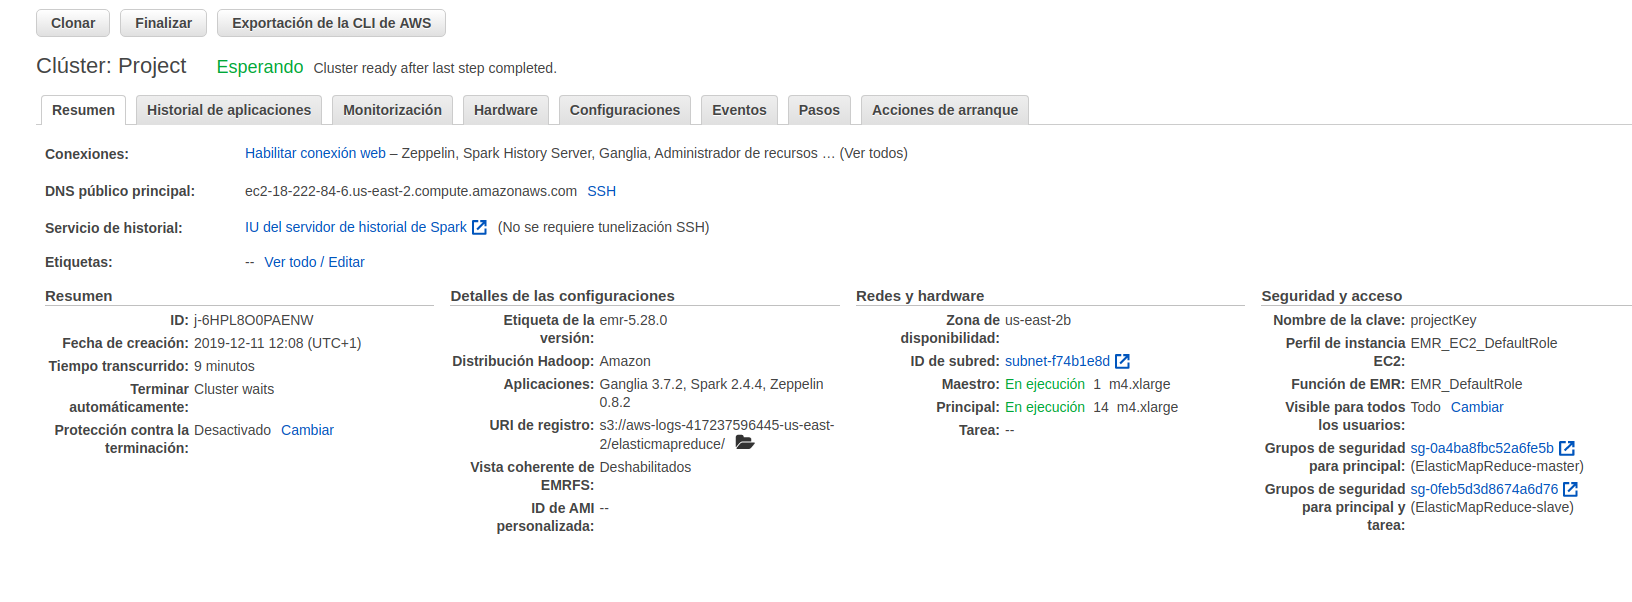 Clonar Finalizar Exportación de la CLI de AWS
Clúster: Project Esperando Cluster ready after last step completed.
Resumen Historial de aplicaciones Monitorización Hardware Configuraciones Eventos Pasos Acciones de arranque
Conexiones: Habilitar conexión web – Zeppelin, Spark History Server, Ganglia, Administrador de recursos … (Ver todos)
DNS público principal: ec2-18-222-84-6.us-east-2.compute.amazonaws.com SSH
Servicio de historial: IU del servidor de historial de Spark (No se requiere tunelización SSH)
Etiquetas: -- Ver todo / Editar
Resumen
ID: j-6HPL8O0PAENW
Fecha de creación: 2019-12-11 12:08 (UTC+1)
Tiempo transcurrido: 9 minutos
Terminar Cluster waits
automáticamente:
Protección contra la Desactivado Cambiar
terminación:
Detalles de las configuraciones
Etiqueta de la emr-5.28.0
versión:
Distribución Hadoop: Amazon
Aplicaciones: Ganglia 3.7.2, Spark 2.4.4, Zeppelin
0.8.2
URI de registro: s3://aws-logs-417237596445-us-east-
2/elasticmapreduce/
Vista coherente de Deshabilitados
EMRFS:
ID de AMI --
personalizada:
Redes y hardware
Zona de us-east-2b
disponibilidad:
ID de subred: subnet-f74b1e8d
Maestro: En ejecución 1 m4.xlarge
Principal: En ejecución 14 m4.xlarge
Tarea: --
Seguridad y acceso
Nombre de la clave: projectKey
Perfil de instancia EMR_EC2_DefaultRole
EC2:
Función de EMR: EMR_DefaultRole
Visible para todos Todo Cambiar
los usuarios:
Grupos de seguridad sg-0a4ba8fbc52a6fe5b
para principal: (ElasticMapReduce-master)
Grupos de seguridad sg-0feb5d3d8674a6d76
para principal y (ElasticMapReduce-slave)
tarea: